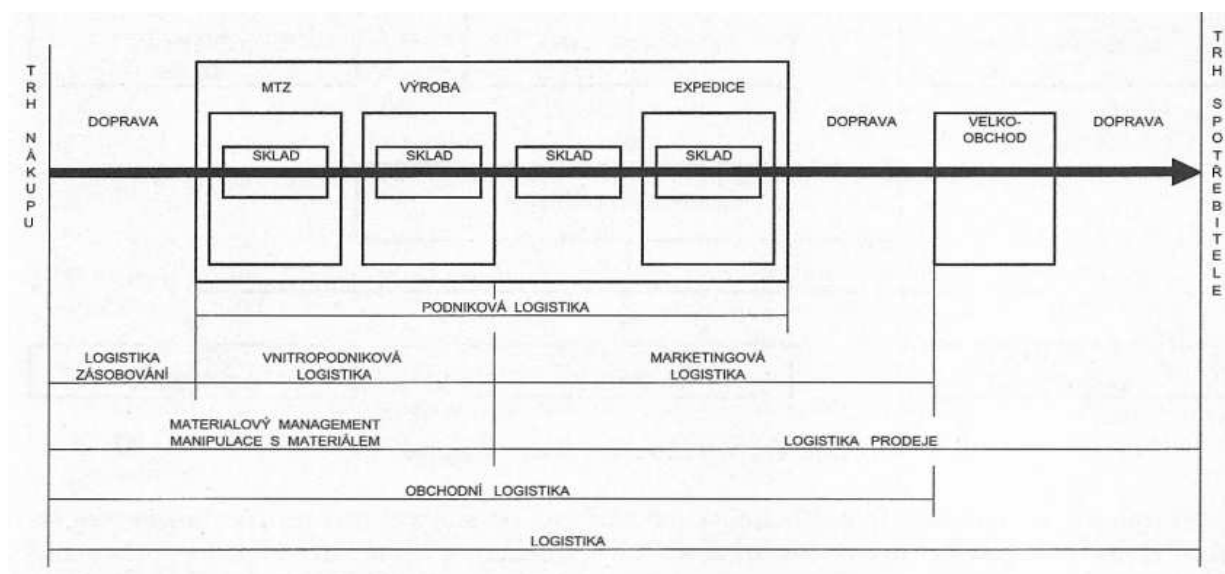 TRH NÁKUPU
TRH SPOTŘEBITELE
MTZ
VÝROBA
EXPEDICE
DOPRAVA
DOPRAVA
VELKO-
OBCHOD
DOPRAVA
SKLAD
SKLAD
SKLAD
SKLAD
PODNIKOVÁ LOGISTIKA
LOGISTIKA
ZÁSOBOVÁNÍ
VNITROPODNIKOVÁ
LOGISTIKA
MARKETINGOVÁ
LOGISTIKA
MATERIALOVÝ MANAGEMENT
MANIPULACE S MATERIÁLEM
LOGISTIKA PRODEJE
OBCHODNÍ LOGISTIKA
LOGISTIKA